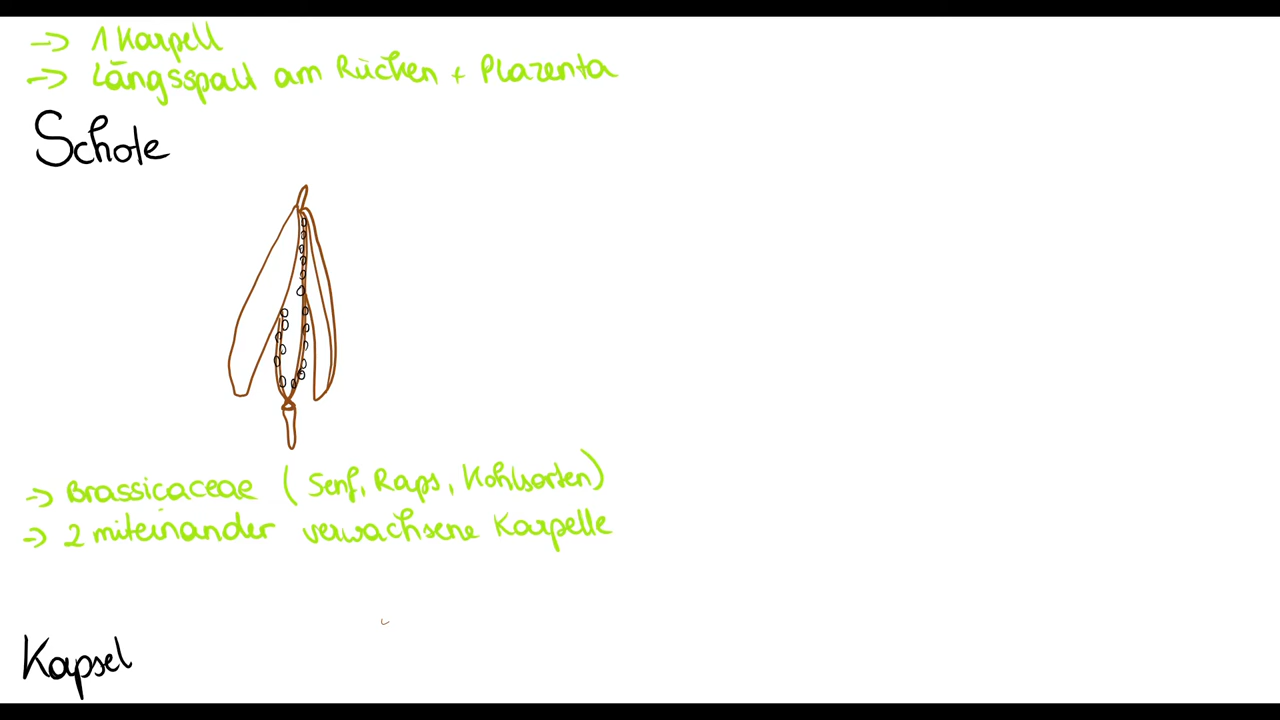 -> 1 Karpell
-> Längsspalt am Rücken + Plazenta
Schote
-> Brassicaceae (Senf, Raps, Kohlsorten)
-> 2 miteinander verwachsene Karpelle
Kapsel